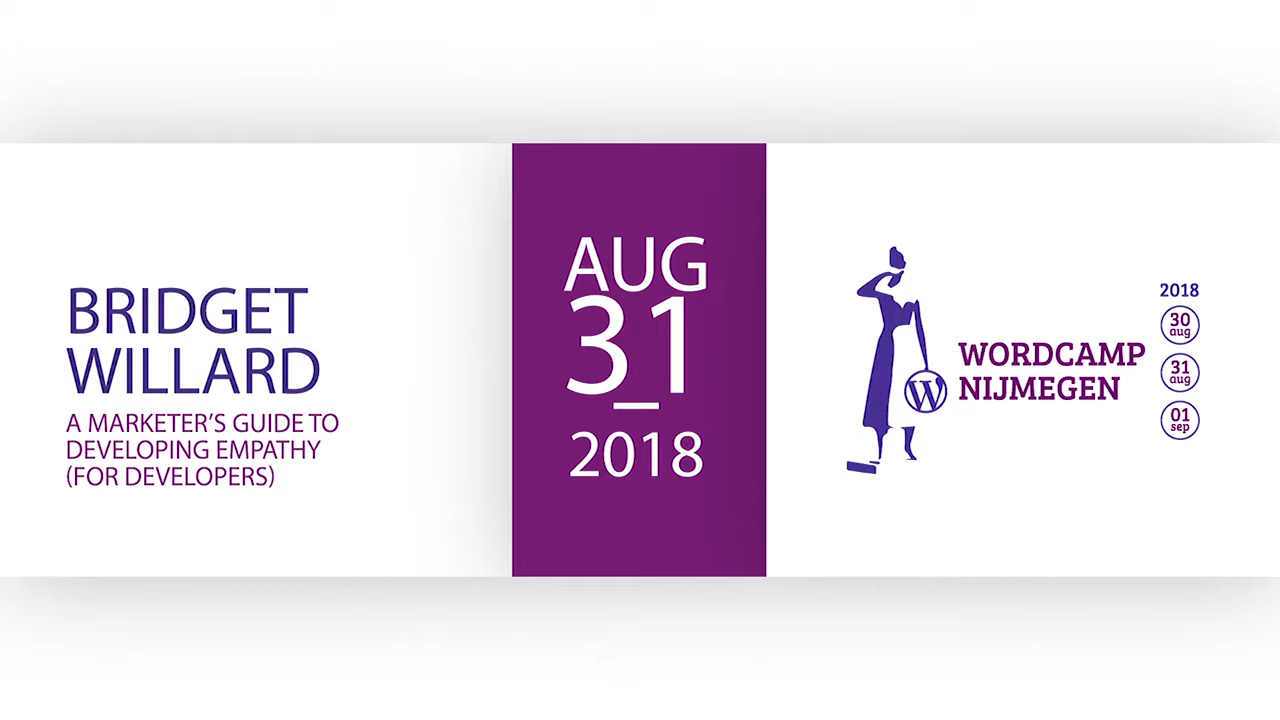 BRIDGET
WILLARD
A MARKETER'S GUIDE TO
DEVELOPING EMPATHY
(FOR DEVELOPERS)
AUG
31
2018
W
WORDCAMP
NIJMEGEN
2018
30
aug
31
aug
01
sep